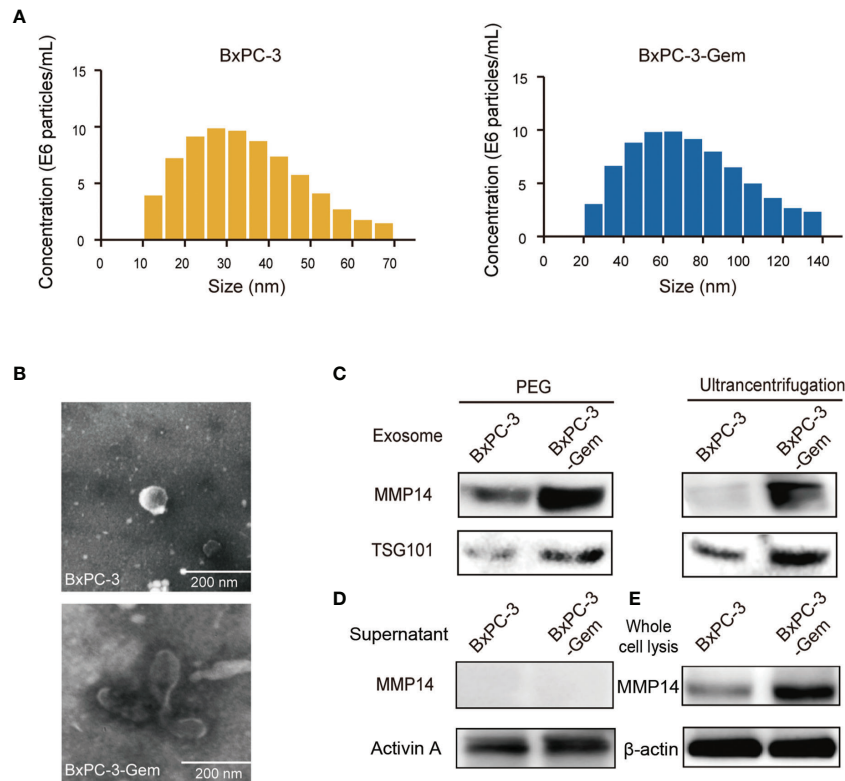 A
BxPC-3
Concentration (E6 particles/mL)
15
10
5
0
0 10 20 30 40 50 60 70
Size (nm)
BxPC-3-Gem
Concentration (E6 particles/mL)
15
10
5
0
0 20 40 60 80 100 120 140
Size (nm)
B
BxPC-3
200 nm
BxPC-3-Gem
200 nm
C
PEG
Ultrancentrifugation
Exosome
BxPC-3
BxPC-3
-Gem
BxPC-3
BxPC-3
-Gem
MMP14
TSG101
D
Supernatant
BxPC-3
BxPC-3
-Gem
MMP14
Activin A
E
Whole
cell lysis
BxPC-3
BxPC-3
-Gem
MMP14
β-actin